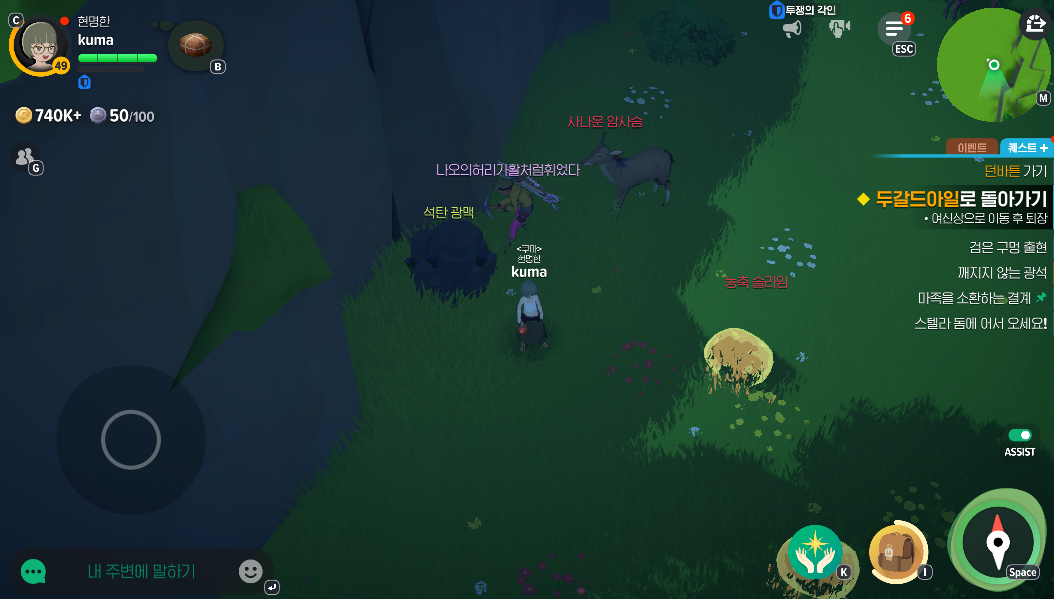 C
현명한
kuma
49
B
740K+
50/100
G
투쟁의 각인
6
ESC
M
이벤트
퀘스트 +
던바튼 가기
두갈드아일로 돌아가기
• 여신상으로 이동 후 퇴장
검은 구멍 출현
깨지지 않는 광석
마족을 소환하는 결계
스텔라 돔에 어서 오세요!
사나운 암사슴
나오의허리가활처럼휘었다
석탄 광맥
<구마>
현명한
kuma
농축 슬라임
ASSIST
내 주변에 말하기
K
I
Space